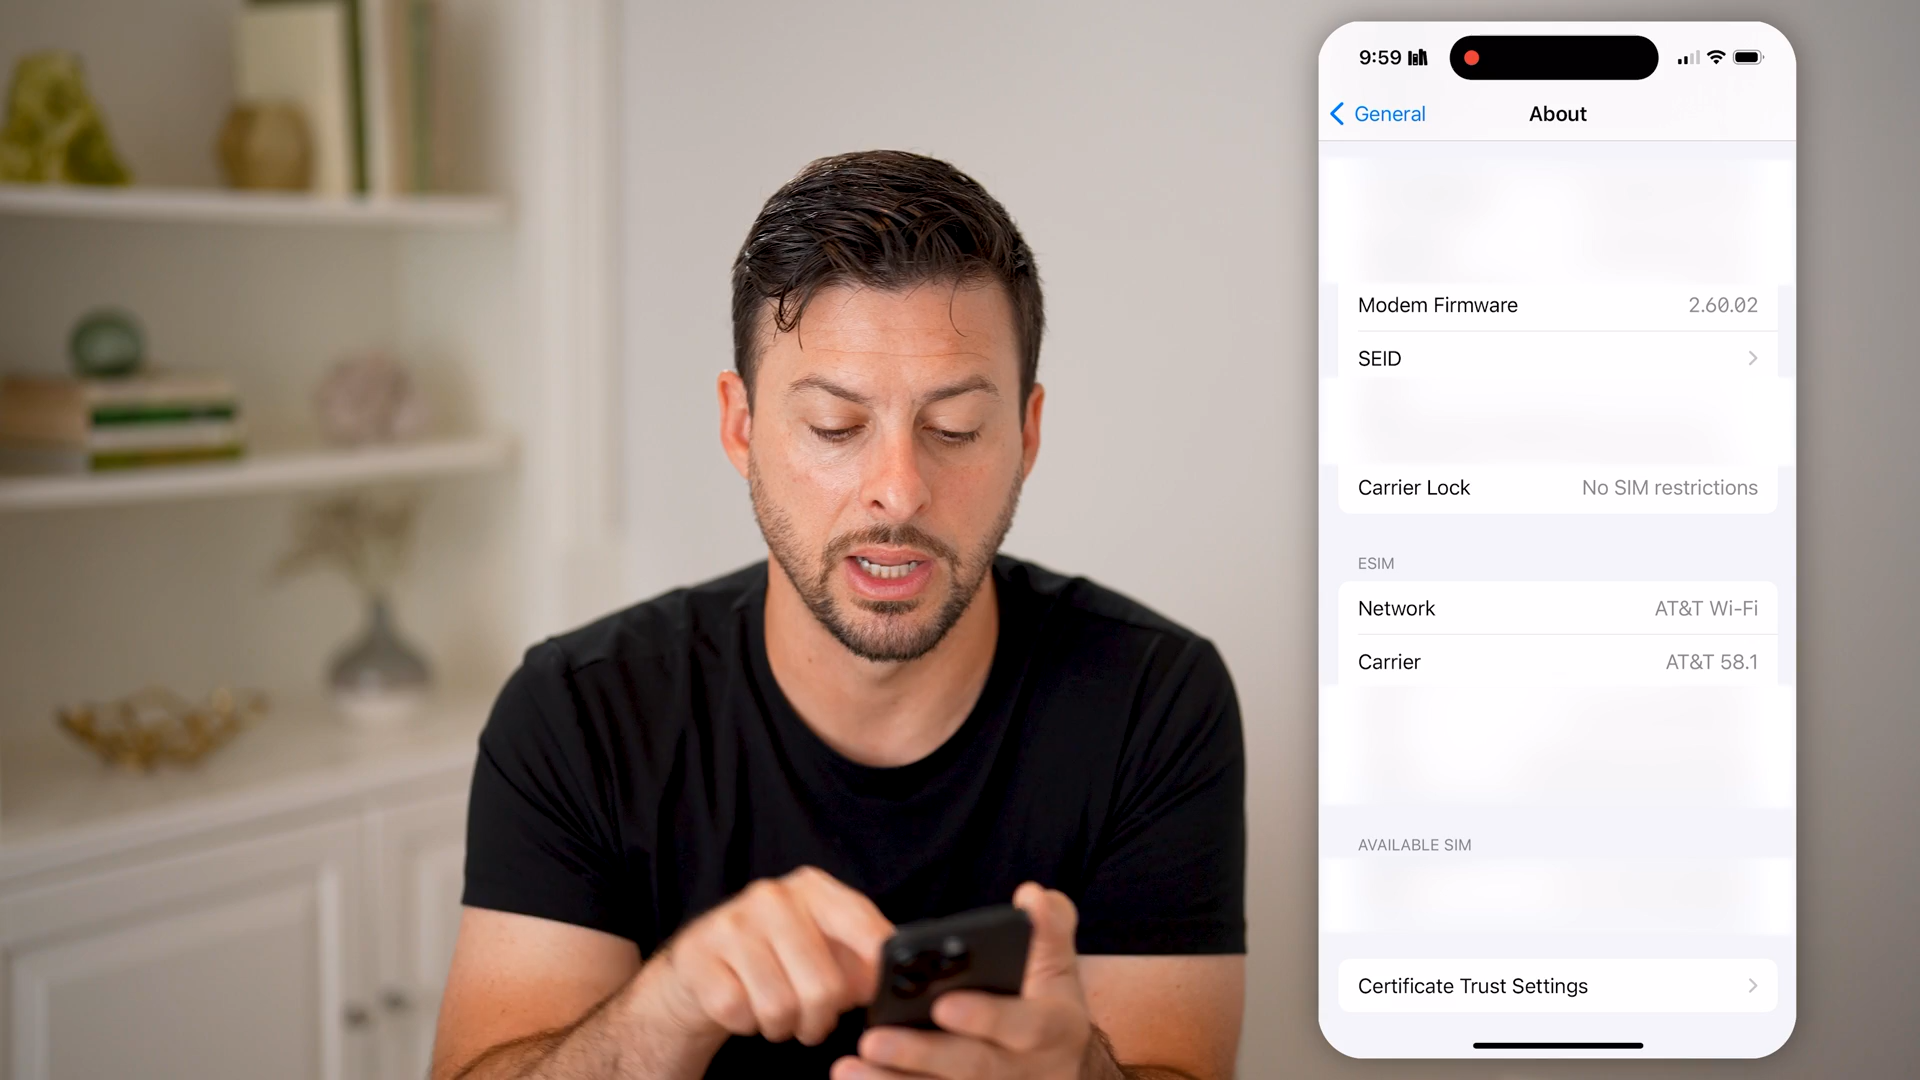 9:59
General
About
Modem Firmware 2.60.02
SEID
Carrier Lock No SIM restrictions
ESIM
Network AT&T Wi-Fi
Carrier AT&T 58.1
AVAILABLE SIM
Certificate Trust Settings